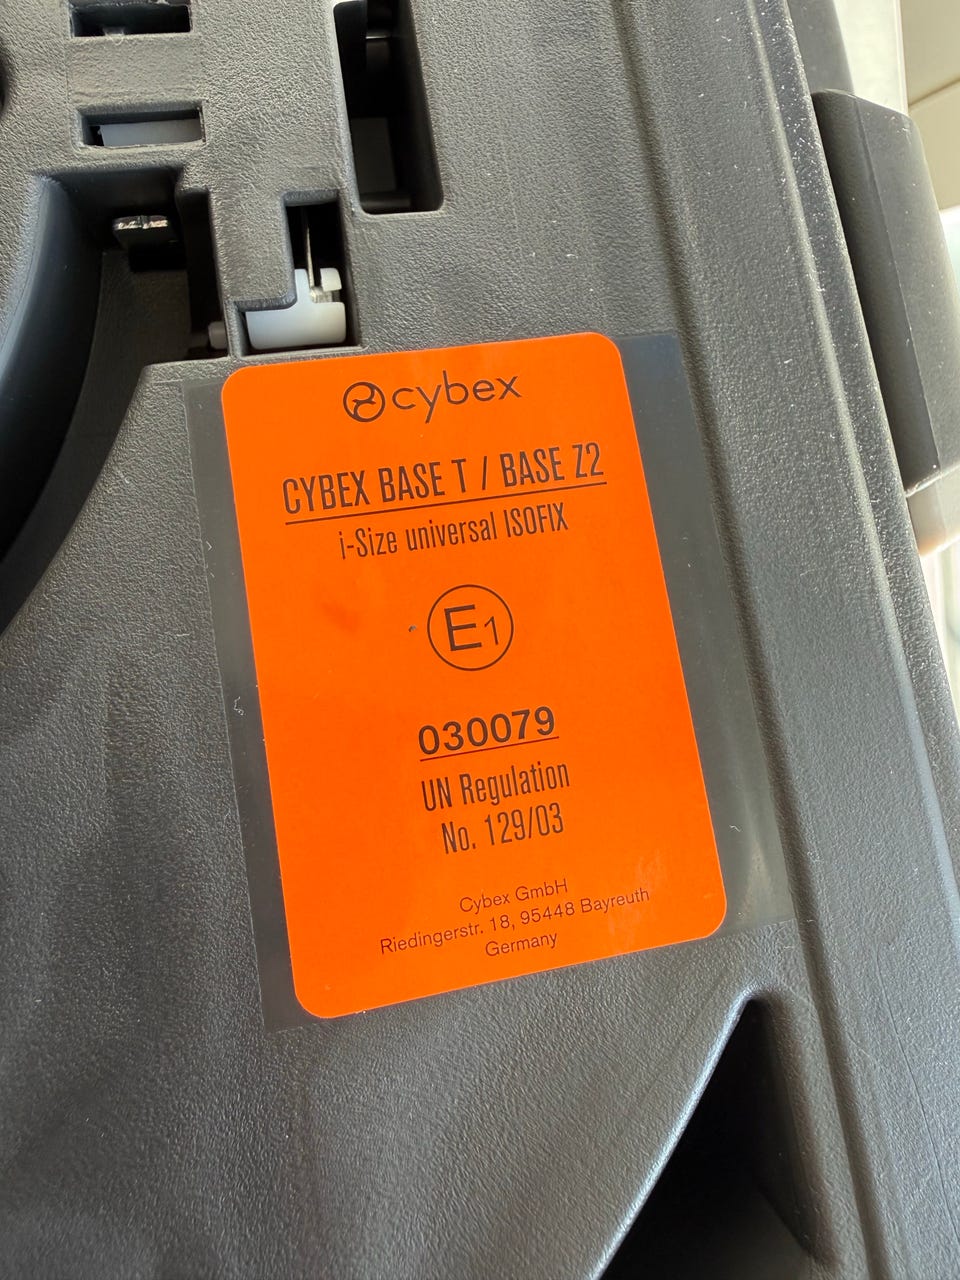 cybex
CYBEX BASE T / BASE Z2
i-Size universal ISOFIX
E1
030079
UN Regulation
No. 129/03
Cybex GmbH
Riedingerstr. 18, 95448 Bayreuth
Germany